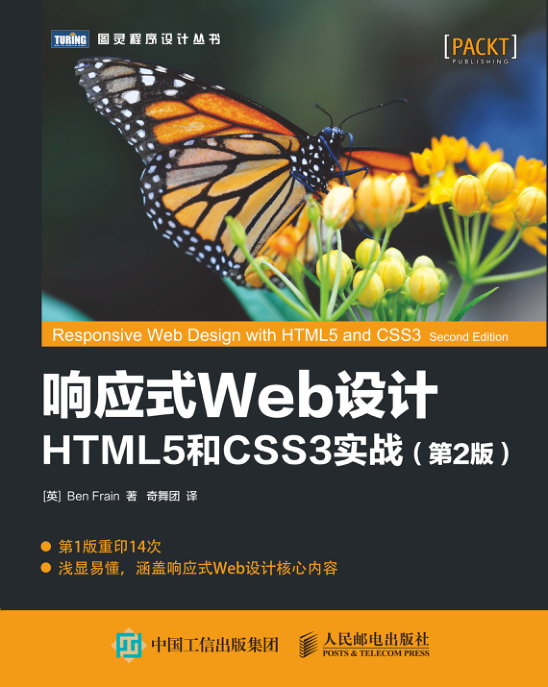 TURING 图灵程序设计丛书
[PACKT]
PUBLISHING
Responsive Web Design with HTML5 and CSS3 Second Edition
响应式Web设计
HTML5和CSS3实战（第2版）
[英] Ben Frain 著 奇舞团 译
● 第1版重印14次
● 浅显易懂，涵盖响应式Web设计核心内容
中国工信出版集团
人民邮电出版社
POSTS & TELECOM PRESS